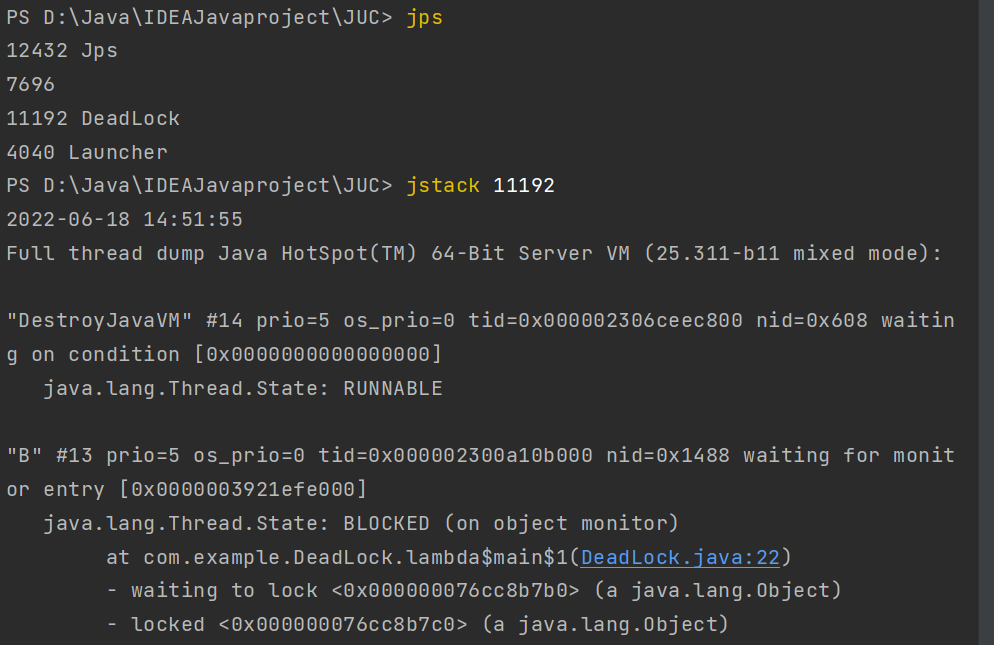 PS D:\Java\IDEAJavaproject\JUC> jps
12432 Jps
7696
11192 DeadLock
4040 Launcher
PS D:\Java\IDEAJavaproject\JUC> jstack 11192
2022-06-18 14:51:55
Full thread dump Java HotSpot(TM) 64-Bit Server VM (25.311-b11 mixed mode):
"DestroyJavaVM" #14 prio=5 os_prio=0 tid=0x000002306ceec800 nid=0x608 waitin
g on condition [0x0000000000000000]
   java.lang.Thread.State: RUNNABLE
"B" #13 prio=5 os_prio=0 tid=0x000002300a10b000 nid=0x1488 waiting for monit
or entry [0x0000003921efe000]
   java.lang.Thread.State: BLOCKED (on object monitor)
        at com.example.DeadLock.lambda$main$1(DeadLock.java:22)
        - waiting to lock <0x000000076cc8b7b0> (a java.lang.Object)
        - locked <0x000000076cc8b7c0> (a java.lang.Object)